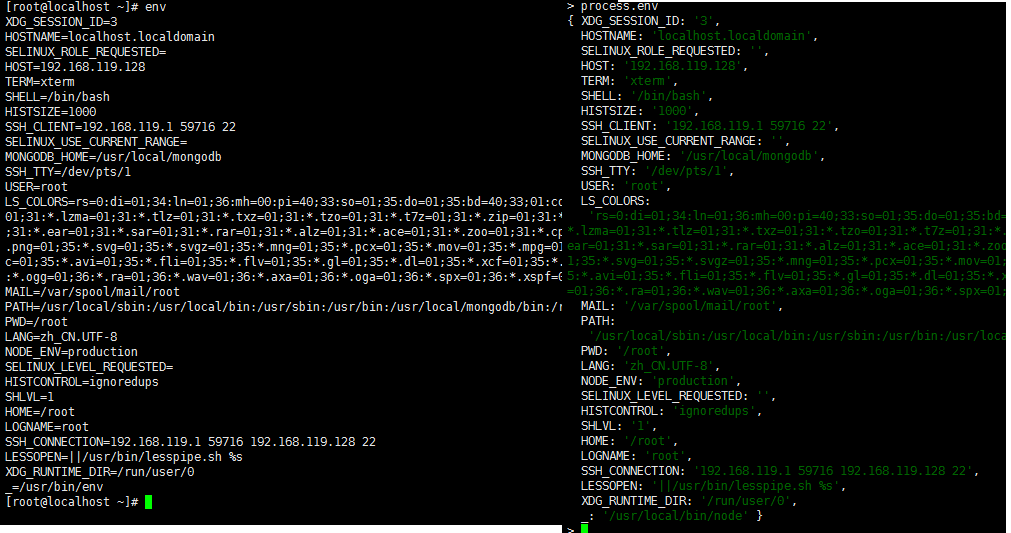 [root@localhost ~]# env
XDG_SESSION_ID=3
HOSTNAME=localhost.localdomain
SELINUX_ROLE_REQUESTED=
HOST=192.168.119.128
TERM=xterm
SHELL=/bin/bash
HISTSIZE=1000
SSH_CLIENT=192.168.119.1 59716 22
SELINUX_USE_CURRENT_RANGE=
MONGODB_HOME=/usr/local/mongodb
SSH_TTY=/dev/pts/1
USER=root
LS_COLORS=rs=0:di=01;34:ln=01;36:mh=00:pi=40;33:so=01;35:do=01;35:bd=40;33;01:co
01;31:*.lzma=01;31:*.tlz=01;31:*.txz=01;31:*.tzo=01;31:*.t7z=01;31:*.zip=01;31:*
;31:*.ear=01;31:*.sar=01;31:*.rar=01;31:*.alz=01;31:*.ace=01;31:*.zoo=01;31:*.cp
.png=01;35:*.svg=01;35:*.svgz=01;35:*.mng=01;35:*.pcx=01;35:*.mov=01;35:*.mpg=01
c=01;35:*.avi=01;35:*.fli=01;35:*.flv=01;35:*.gl=01;35:*.dl=01;35:*.xcf=01;35:*.
:*.ogg=01;36:*.ra=01;36:*.wav=01;36:*.axa=01;36:*.oga=01;36:*.spx=01;36:*.xspf=0
MAIL=/var/spool/mail/root
PATH=/usr/local/sbin:/usr/local/bin:/usr/sbin:/usr/bin:/usr/local/mongodb/bin:/r
PWD=/root
LANG=zh_CN.UTF-8
NODE_ENV=production
SELINUX_LEVEL_REQUESTED=
HISTCONTROL=ignoredups
SHLVL=1
HOME=/root
LOGNAME=root
SSH_CONNECTION=192.168.119.1 59716 192.168.119.128 22
LESSOPEN=||/usr/bin/lesspipe.sh %s
XDG_RUNTIME_DIR=/run/user/0
_=/usr/bin/env
[root@localhost ~]#
> process.env
{ XDG_SESSION_ID: '3',
HOSTNAME: 'localhost.localdomain',
SELINUX_ROLE_REQUESTED: '',
HOST: '192.168.119.128',
TERM: 'xterm',
SHELL: '/bin/bash',
HISTSIZE: '1000',
SSH_CLIENT: '192.168.119.1 59716 22',
SELINUX_USE_CURRENT_RANGE: '',
MONGODB_HOME: '/usr/local/mongodb',
SSH_TTY: '/dev/pts/1',
USER: 'root',
LS_COLORS:
'rs=0:di=01;34:ln=01;36:mh=00:pi=40;33:so=01;35:do=01;35:bd=
*.lzma=01;31:*.tlz=01;31:*.txz=01;31:*.tzo=01;31:*.t7z=01;31:
ear=01;31:*.sar=01;31:*.rar=01;31:*.alz=01;31:*.ace=01;31:*.zoo
1;35:*.svg=01;35:*.svgz=01;35:*.mng=01;35:*.pcx=01;35:*.mov=01
5:*.avi=01;35:*.fli=01;35:*.flv=01;35:*.gl=01;35:*.dl=01;35:*.x
=01;36:*.ra=01;36:*.wav=01;36:*.axa=01;36:*.oga=01;36:*.spx=01;
MAIL: '/var/spool/mail/root',
PATH:
'/usr/local/sbin:/usr/local/bin:/usr/sbin:/usr/bin:/usr/loca
PWD: '/root',
LANG: 'zh_CN.UTF-8',
NODE_ENV: 'production',
SELINUX_LEVEL_REQUESTED: '',
HISTCONTROL: 'ignoredups',
SHLVL: '1',
HOME: '/root',
LOGNAME: 'root',
SSH_CONNECTION: '192.168.119.1 59716 192.168.119.128 22',
LESSOPEN: '||/usr/bin/lesspipe.sh %s',
XDG_RUNTIME_DIR: '/run/user/0',
_: '/usr/local/bin/node' }
>